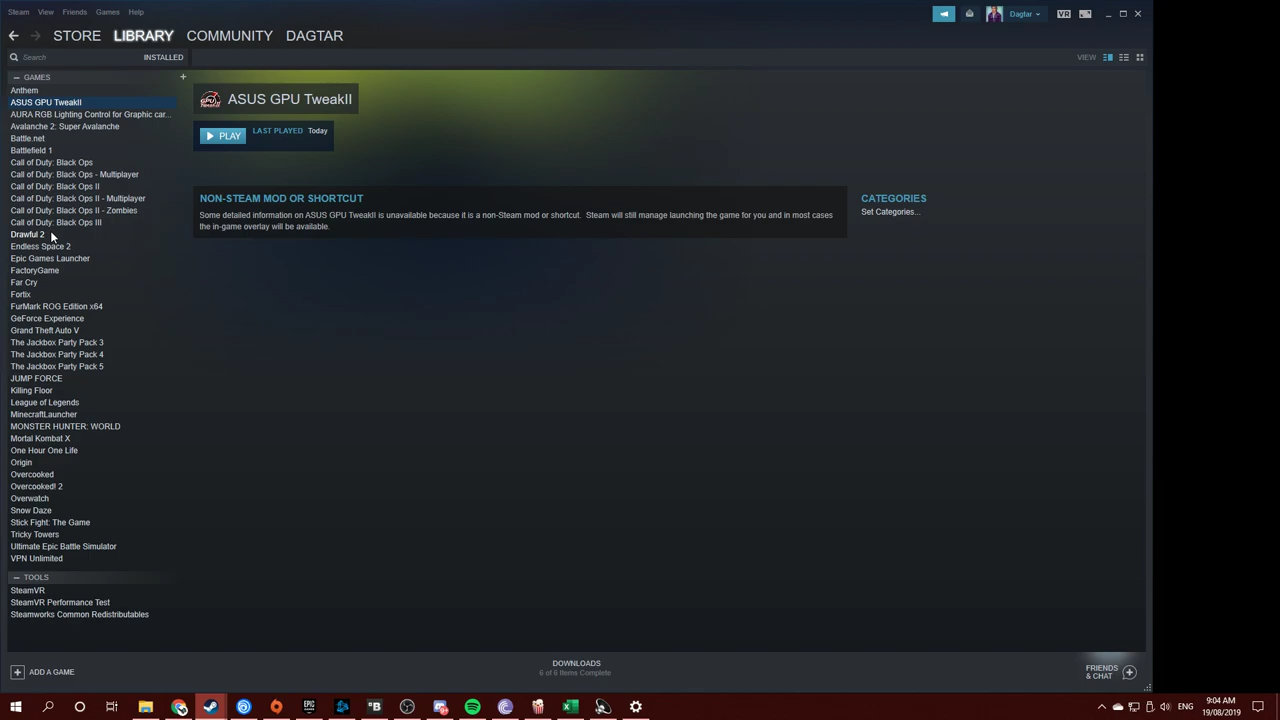 Steam View Friends Games Help
Dagtar
VR
STORE LIBRARY COMMUNITY DAGTAR
Search INSTALLED
VIEW
GAMES
Anthem
ASUS GPU TweakII
AURA RGB Lighting Control for Graphic car...
Avalanche 2: Super Avalanche
Battle.net
Battlefield 1
Call of Duty: Black Ops
Call of Duty: Black Ops - Multiplayer
Call of Duty: Black Ops II
Call of Duty: Black Ops II - Multiplayer
Call of Duty: Black Ops II - Zombies
Call of Duty: Black Ops III
Drawful 2
Endless Space 2
Epic Games Launcher
FactoryGame
Far Cry
Fortix
FurMark ROG Edition x64
GeForce Experience
Grand Theft Auto V
The Jackbox Party Pack 3
The Jackbox Party Pack 4
The Jackbox Party Pack 5
JUMP FORCE
Killing Floor
League of Legends
MinecraftLauncher
MONSTER HUNTER: WORLD
Mortal Kombat X
One Hour One Life
Origin
Overcooked
Overcooked! 2
Overwatch
Snow Daze
Stick Fight: The Game
Tricky Towers
Ultimate Epic Battle Simulator
VPN Unlimited
TOOLS
SteamVR
SteamVR Performance Test
Steamworks Common Redistributables
ASUS GPU TweakII
PLAY LAST PLAYED Today
NON-STEAM MOD OR SHORTCUT
Some detailed information on ASUS GPU TweakII is unavailable because it is a non-Steam mod or shortcut. Steam will still manage launching the game for you and in most cases
the in-game overlay will be available.
CATEGORIES
Set Categories...
ADD A GAME
DOWNLOADS
6 of 6 Items Complete
FRIENDS
& CHAT
ENG
9:04 AM
19/08/2019